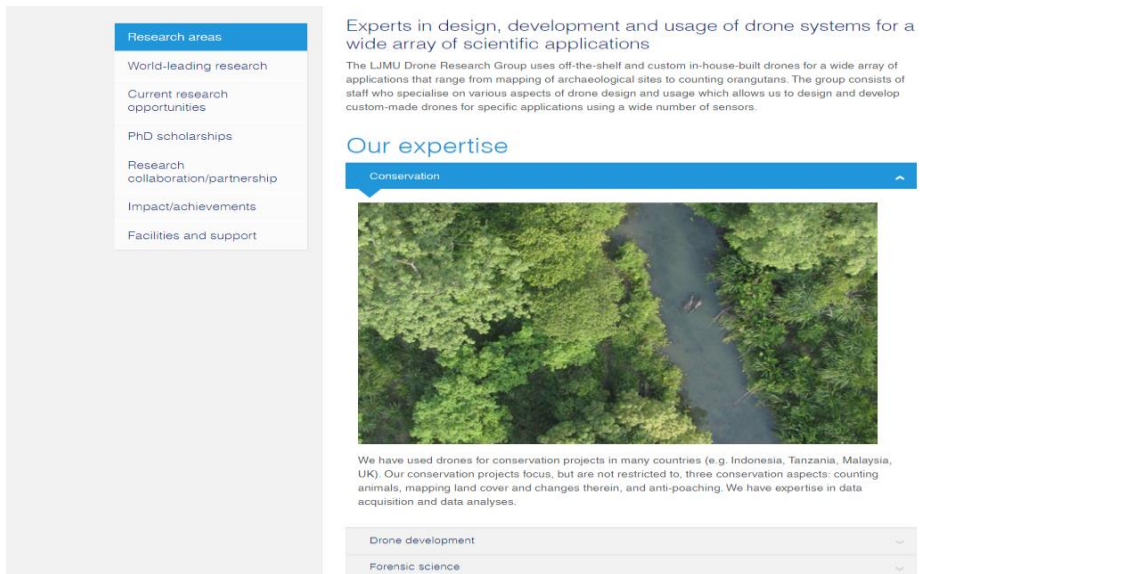 Research areas
World-leading research
Current research
opportunities
PhD scholarships
Research
collaboration/partnership
Impact/achievements
Facilities and support
Experts in design, development and usage of drone systems for a
wide array of scientific applications
The LJMU Drone Research Group uses off-the-shelf and custom in-house-built drones for a wide array of
applications that range from mapping of archaeological sites to counting orangutans. The group consists of
staff who specialise on various aspects of drone design and usage which allows us to design and develop
custom-made drones for specific applications using a wide number of sensors.
Our expertise
Conservation
We have used drones for conservation projects in many countries (e.g. Indonesia, Tanzania, Malaysia,
UK). Our conservation projects focus, but are not restricted to, three conservation aspects: counting
animals, mapping land cover and changes therein, and anti-poaching. We have expertise in data
acquisition and data analyses.
Drone development
Forensic science